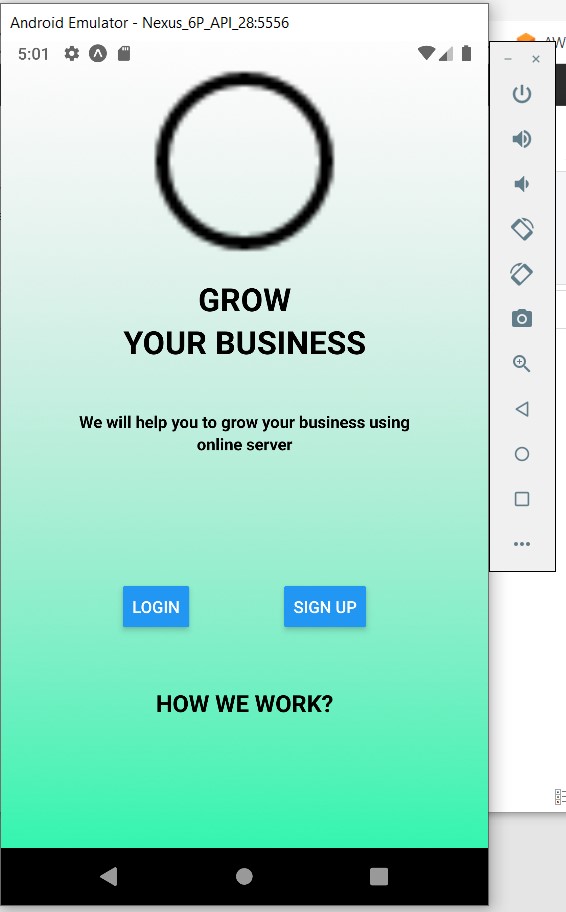 Android Emulator - Nexus_6P_API_28:5556
5:01
AW
GROW
YOUR BUSINESS
We will help you to grow your business using
online server
LOGIN
SIGN UP
HOW WE WORK?